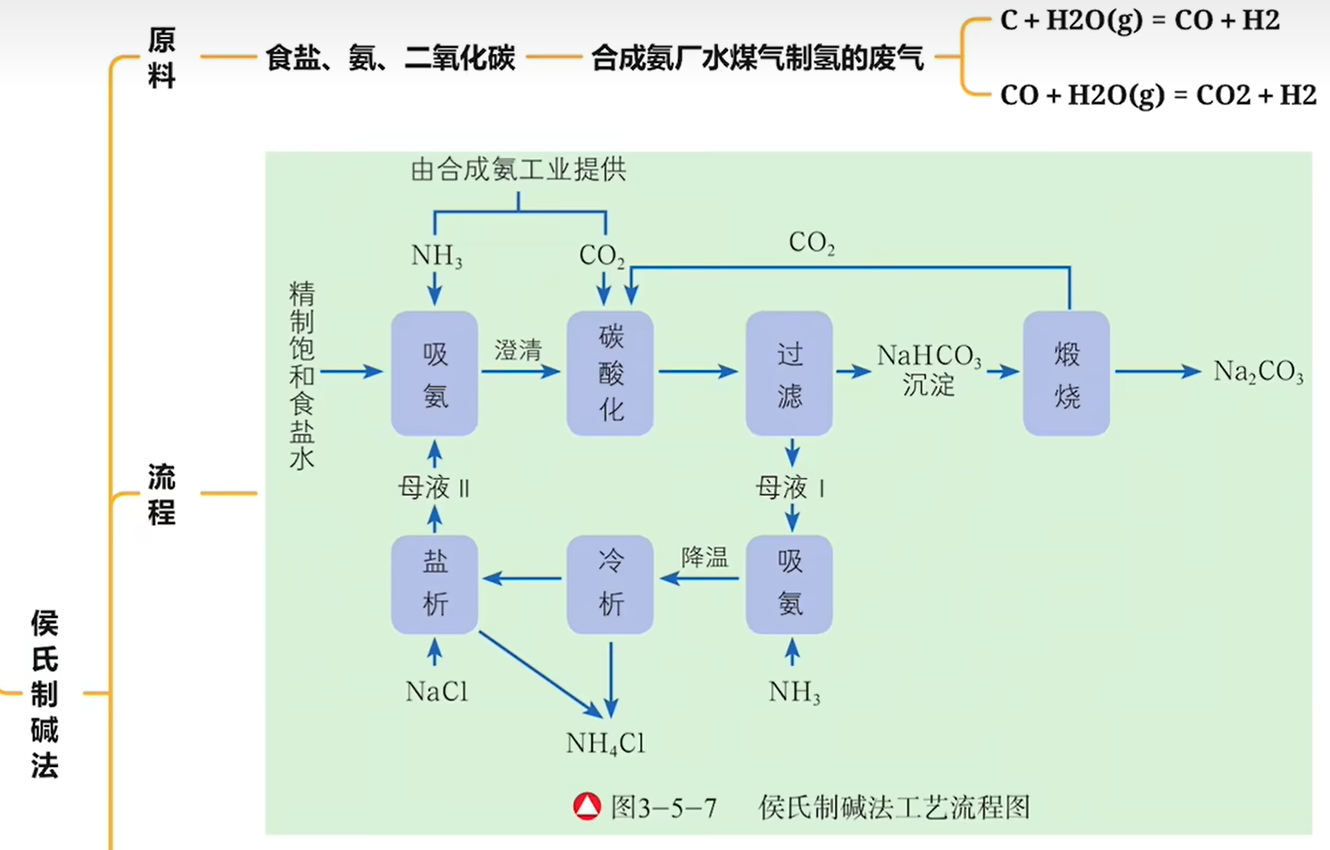 原料
食盐、氨、二氧化碳
合成氨厂水煤气制氢的废气
C + H2O(g) = CO + H2
CO + H2O(g) = CO2 + H2
侯氏制碱法
流程
由合成氨工业提供
NH₃
CO₂
CO₂
精制饱和食盐水
吸氨
澄清
碳酸化
过滤
NaHCO₃
沉淀
煅烧
Na₂CO₃
母液 II
母液 I
盐析
冷析
降温
吸氨
NaCl
NH₃
NH₄Cl
图3-5-7 侯氏制碱法工艺流程图